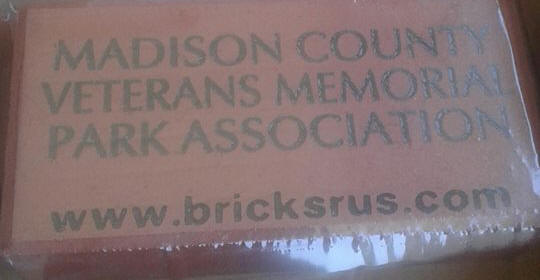 MADISON COUNTY
VETERANS MEMORIAL
PARK ASSOCIATION
www.bricksrus.com